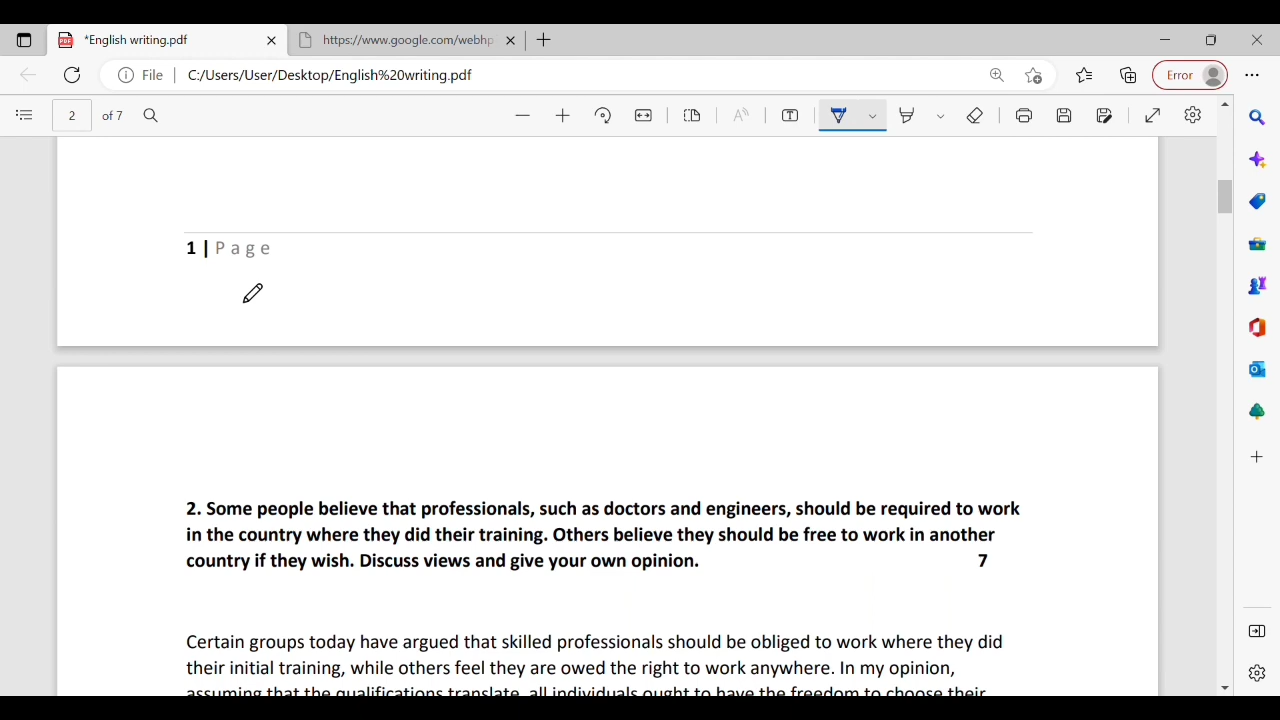 *English writing.pdf
https://www.google.com/webhp
File
C:/Users/User/Desktop/English%20writing.pdf
Error
2 of 7
1 | Page
2. Some people believe that professionals, such as doctors and engineers, should be required to work
in the country where they did their training. Others believe they should be free to work in another
country if they wish. Discuss views and give your own opinion. 7
Certain groups today have argued that skilled professionals should be obliged to work where they did
their initial training, while others feel they are owed the right to work anywhere. In my opinion,
assuming that the qualifications translate, all individuals ought to have the freedom to choose their